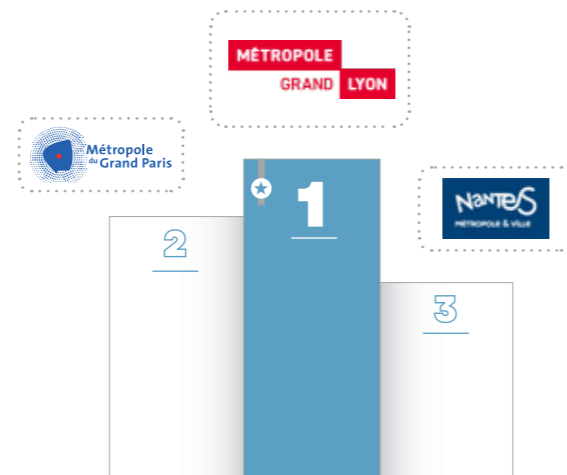 MÉTROPOLE
GRAND LYON
Métropole
du Grand Paris
1
NANTES
MÉTROPOLE & VILLE
2
3